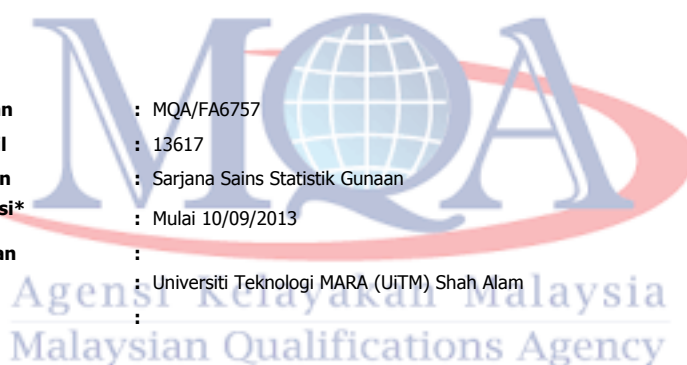 MQA
an : MQA/FA6757
l : 13617
n : Sarjana Sains Statistik Gunaan
si* : Mulai 10/09/2013
an :
: Universiti Teknologi MARA (UiTM) Shah Alam
:
Agensi Kelayakan Malaysia
Malaysian Qualifications Agency